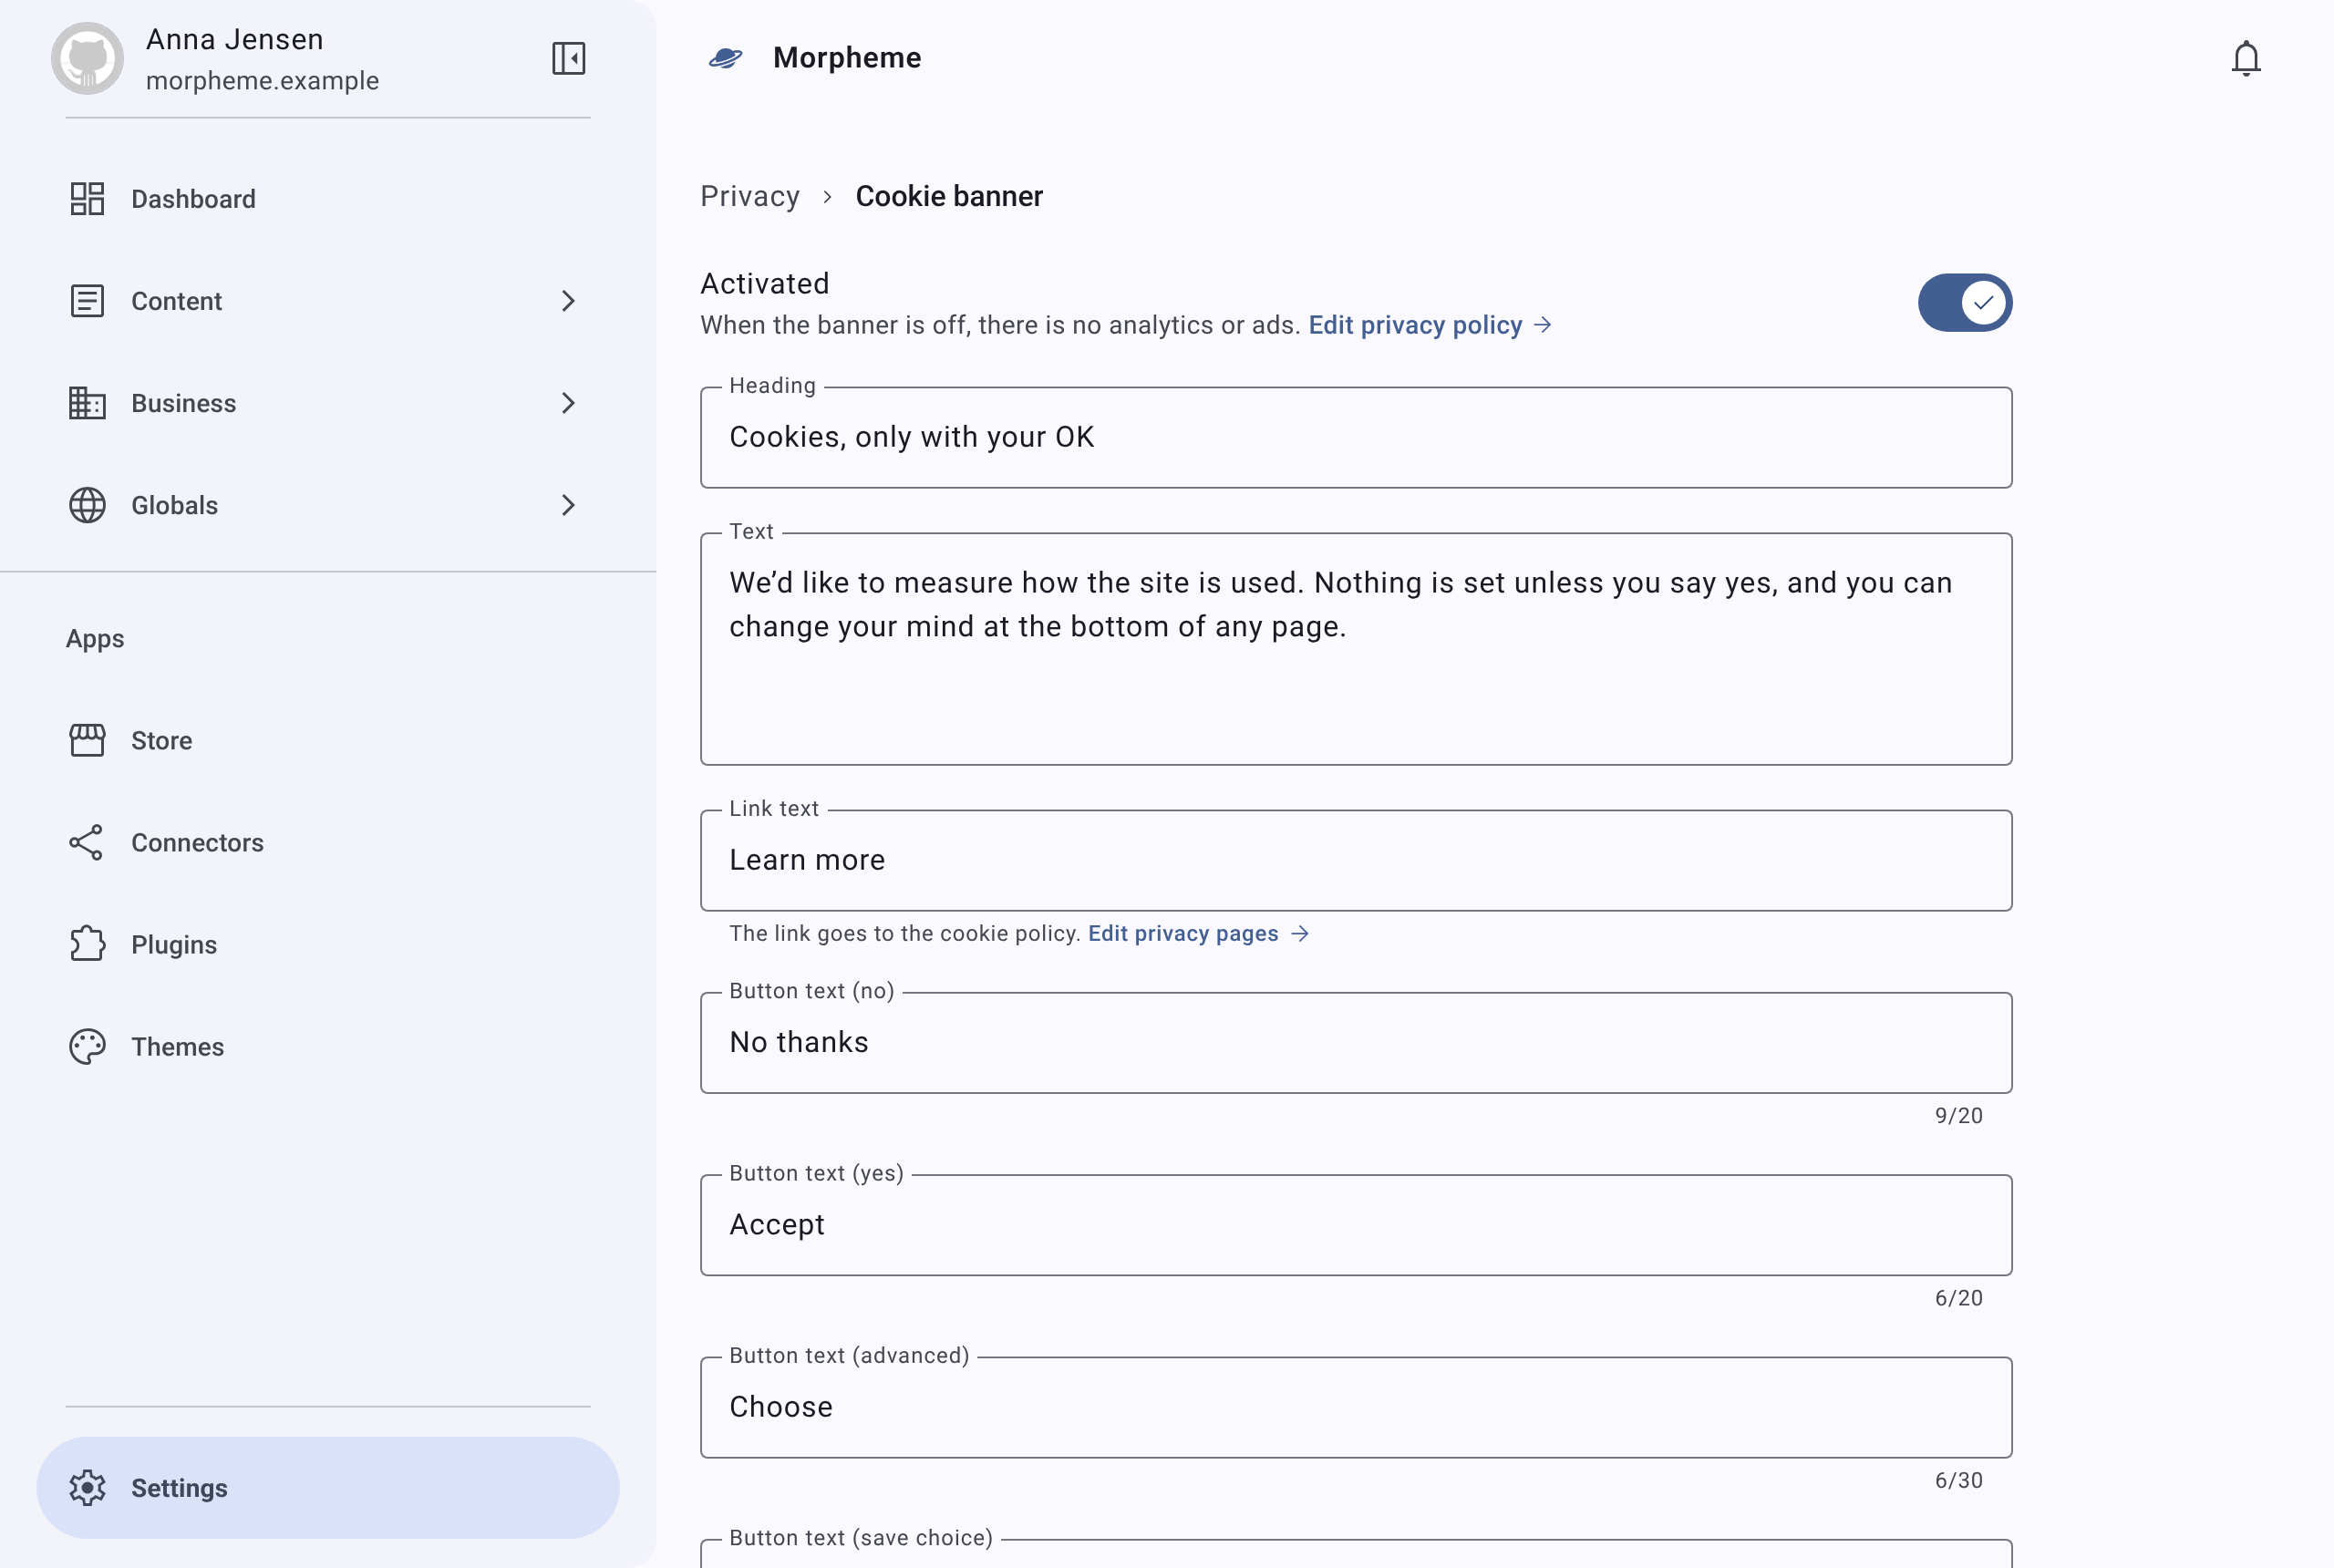 Anna Jensen
morpheme.example
Dashboard
Content
Business
Globals
Apps
Store
Connectors
Plugins
Themes
Settings
Morpheme
Privacy › Cookie banner
Activated
When the banner is off, there is no analytics or ads. Edit privacy policy →
Heading
Cookies, only with your OK
Text
We’d like to measure how the site is used. Nothing is set unless you say yes, and you can
change your mind at the bottom of any page.
Link text
Learn more
The link goes to the cookie policy. Edit privacy pages →
Button text (no)
No thanks
9/20
Button text (yes)
Accept
6/20
Button text (advanced)
Choose
6/30
Button text (save choice)